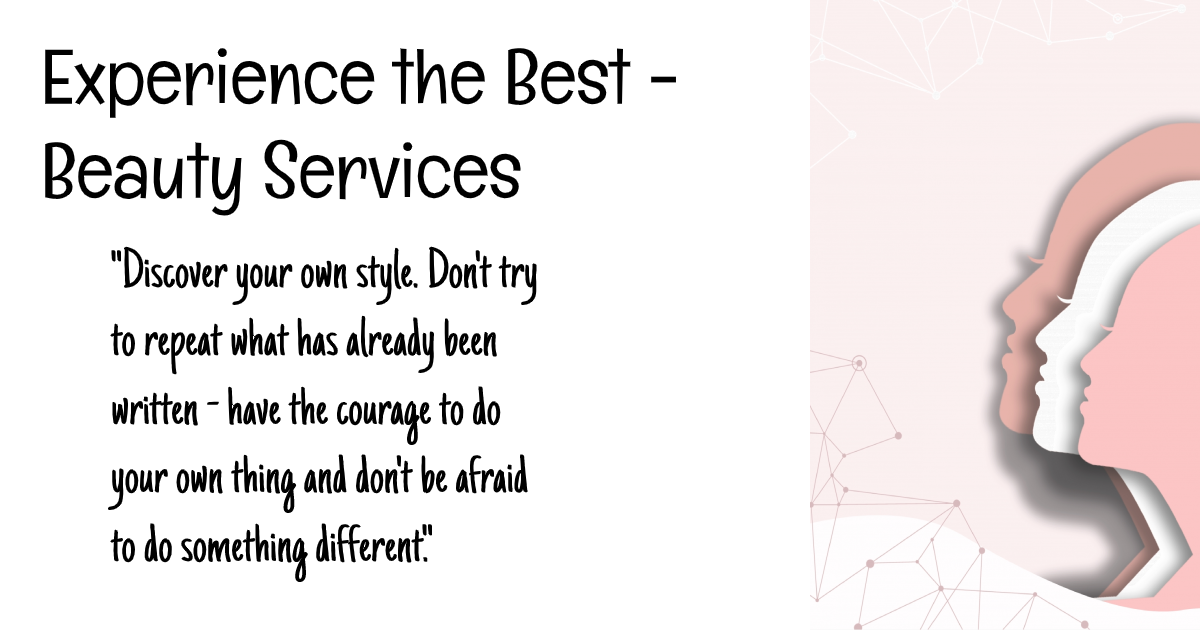 Experience the Best -
Beauty Services
"Discover your own style. Don't try
to repeat what has already been
written - have the courage to do
your own thing and don't be afraid
to do something different."